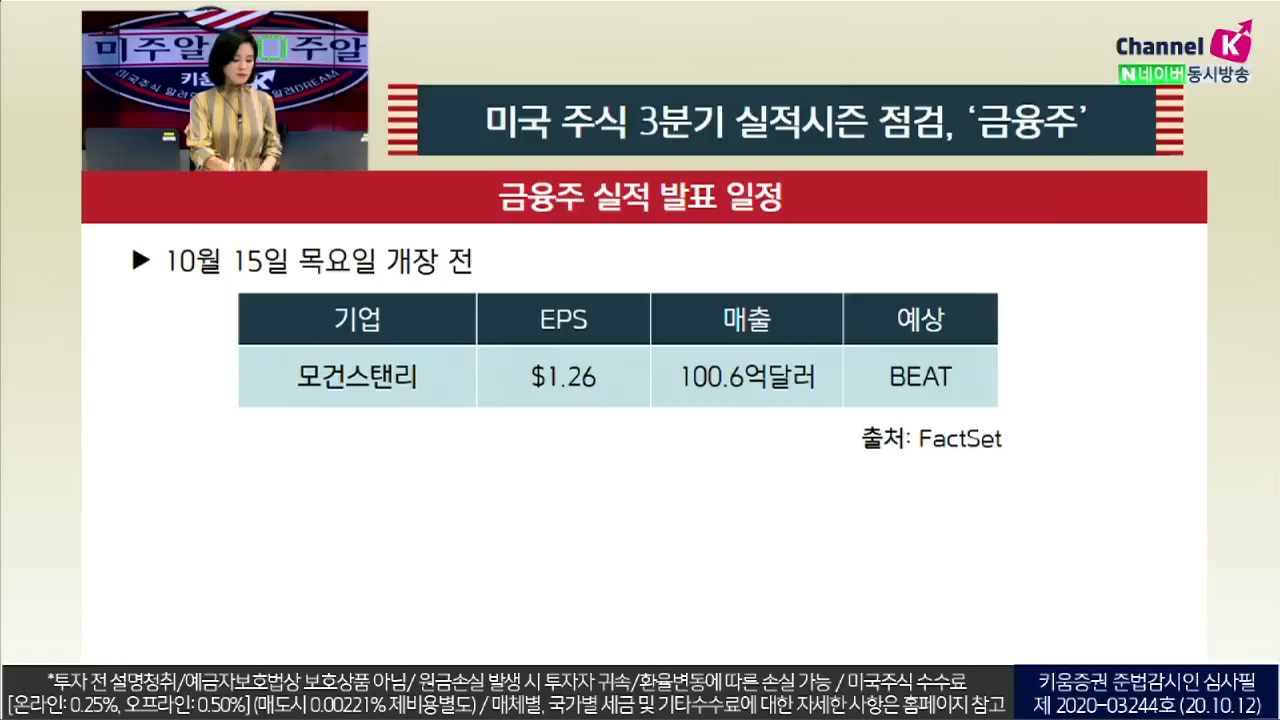 미주알 주알
키움
Channel K
N 네이버 동시방송
미국 주식 3분기 실적시즌 점검, ‘금융주’
금융주 실적 발표 일정
▶ 10월 15일 목요일 개장 전
기업 EPS 매출 예상
모건스탠리 $1.26 100.6억달러 BEAT
출처: FactSet
*투자 전 설명청취/예금자보호법상 보호상품 아님/ 원금손실 발생 시 투자자 귀속/환율변동에 따른 손실 가능 / 미국주식 수수료
[온라인: 0.25%, 오프라인: 0.50%] (매도시 0.00221% 제비용별도) / 매체별, 국가별 세금 및 기타수수료에 대한 자세한 사항은 홈페이지 참고
키움증권 준법감시인 심사필
제 2020-03244호 (20.10.12)